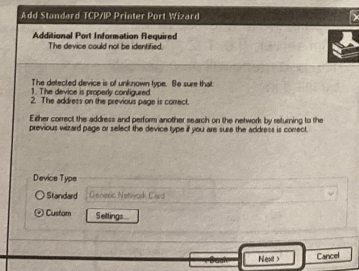 Add Standard TCP/IP Printer Port Wizard
Additional Port Information Required
The device could not be identified.
The detected device is of unknown type. Be sure that:
1. The device is properly configured.
2. The address on the previous page is correct.
Either correct the address and perform another search on the network by returning to the
previous wizard page or select the device type if you are sure the address is correct.
Device Type
Standard Generic Network Card
Custom Settings...
< Back Next > Cancel